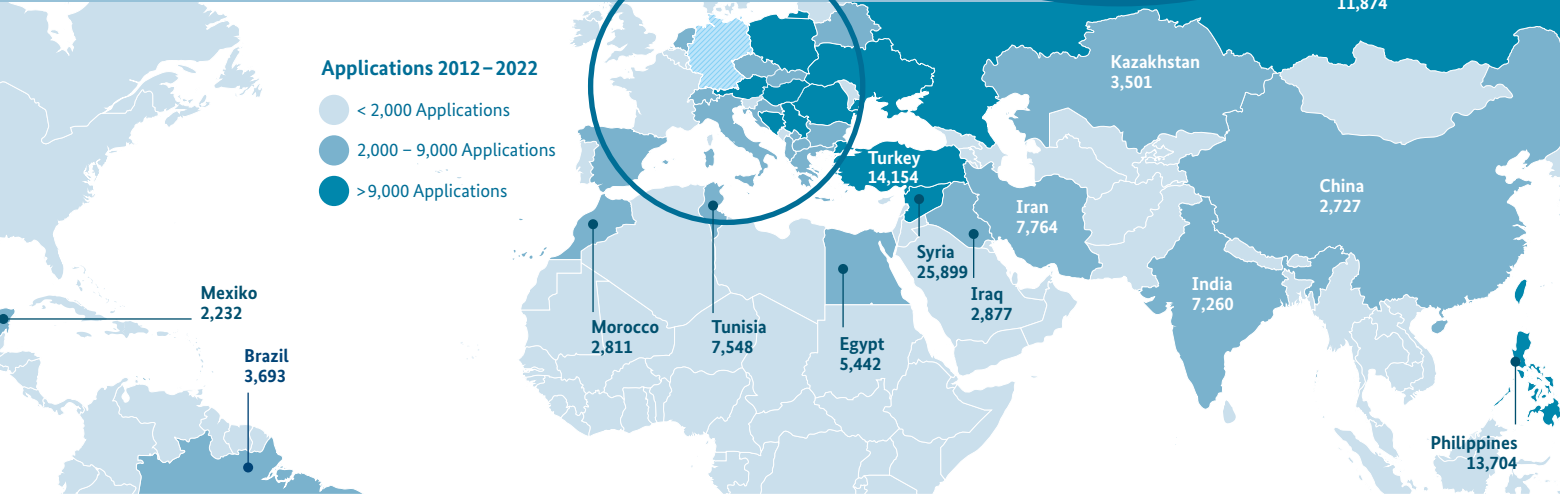 11,874
Applications 2012–2022
< 2,000 Applications
2,000 – 9,000 Applications
>9,000 Applications
Kazakhstan
3,501
Turkey
14,154
China
2,727
Iran
7,764
Syria
25,899
Iraq
2,877
India
7,260
Mexiko
2,232
Brazil
3,693
Morocco
2,811
Tunisia
7,548
Egypt
5,442
Philippines
13,704